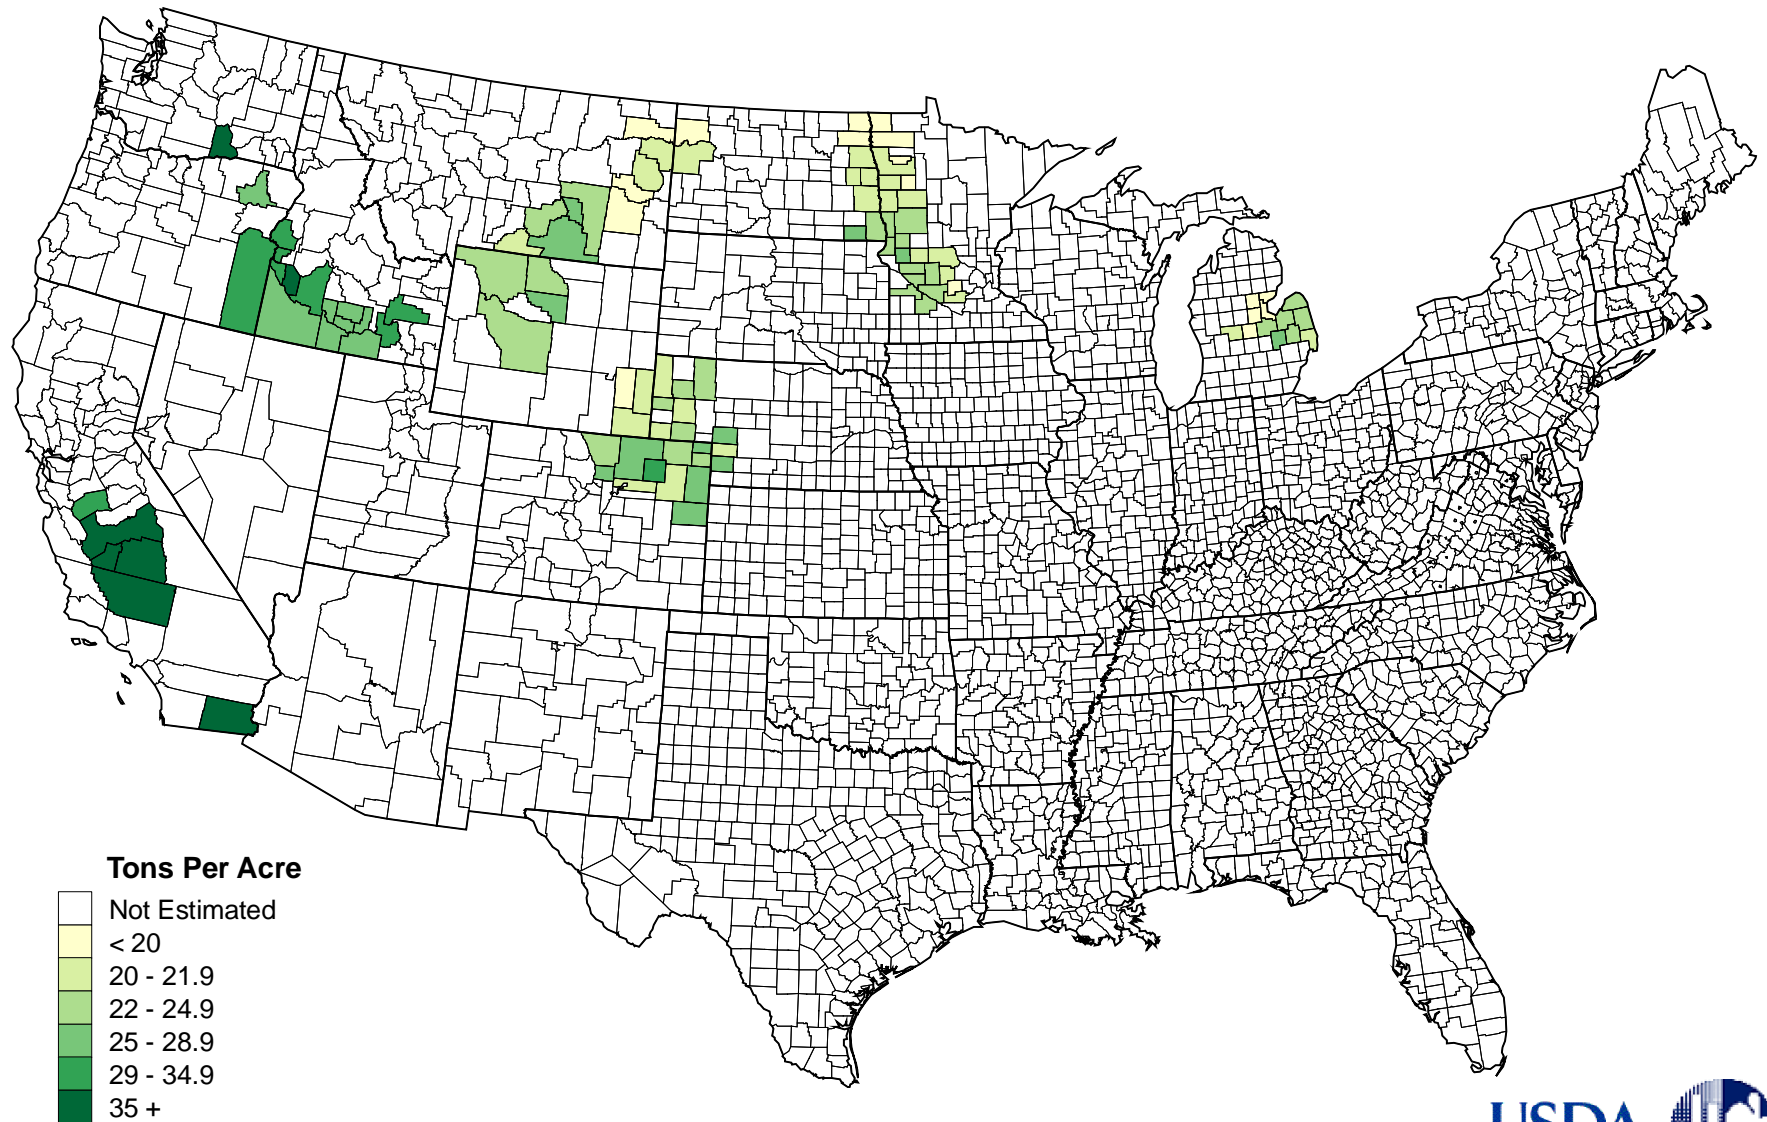 Tons Per Acre
Not Estimated
< 20
20 - 21.9
22 - 24.9
25 - 28.9
29 - 34.9
35 +
USDA